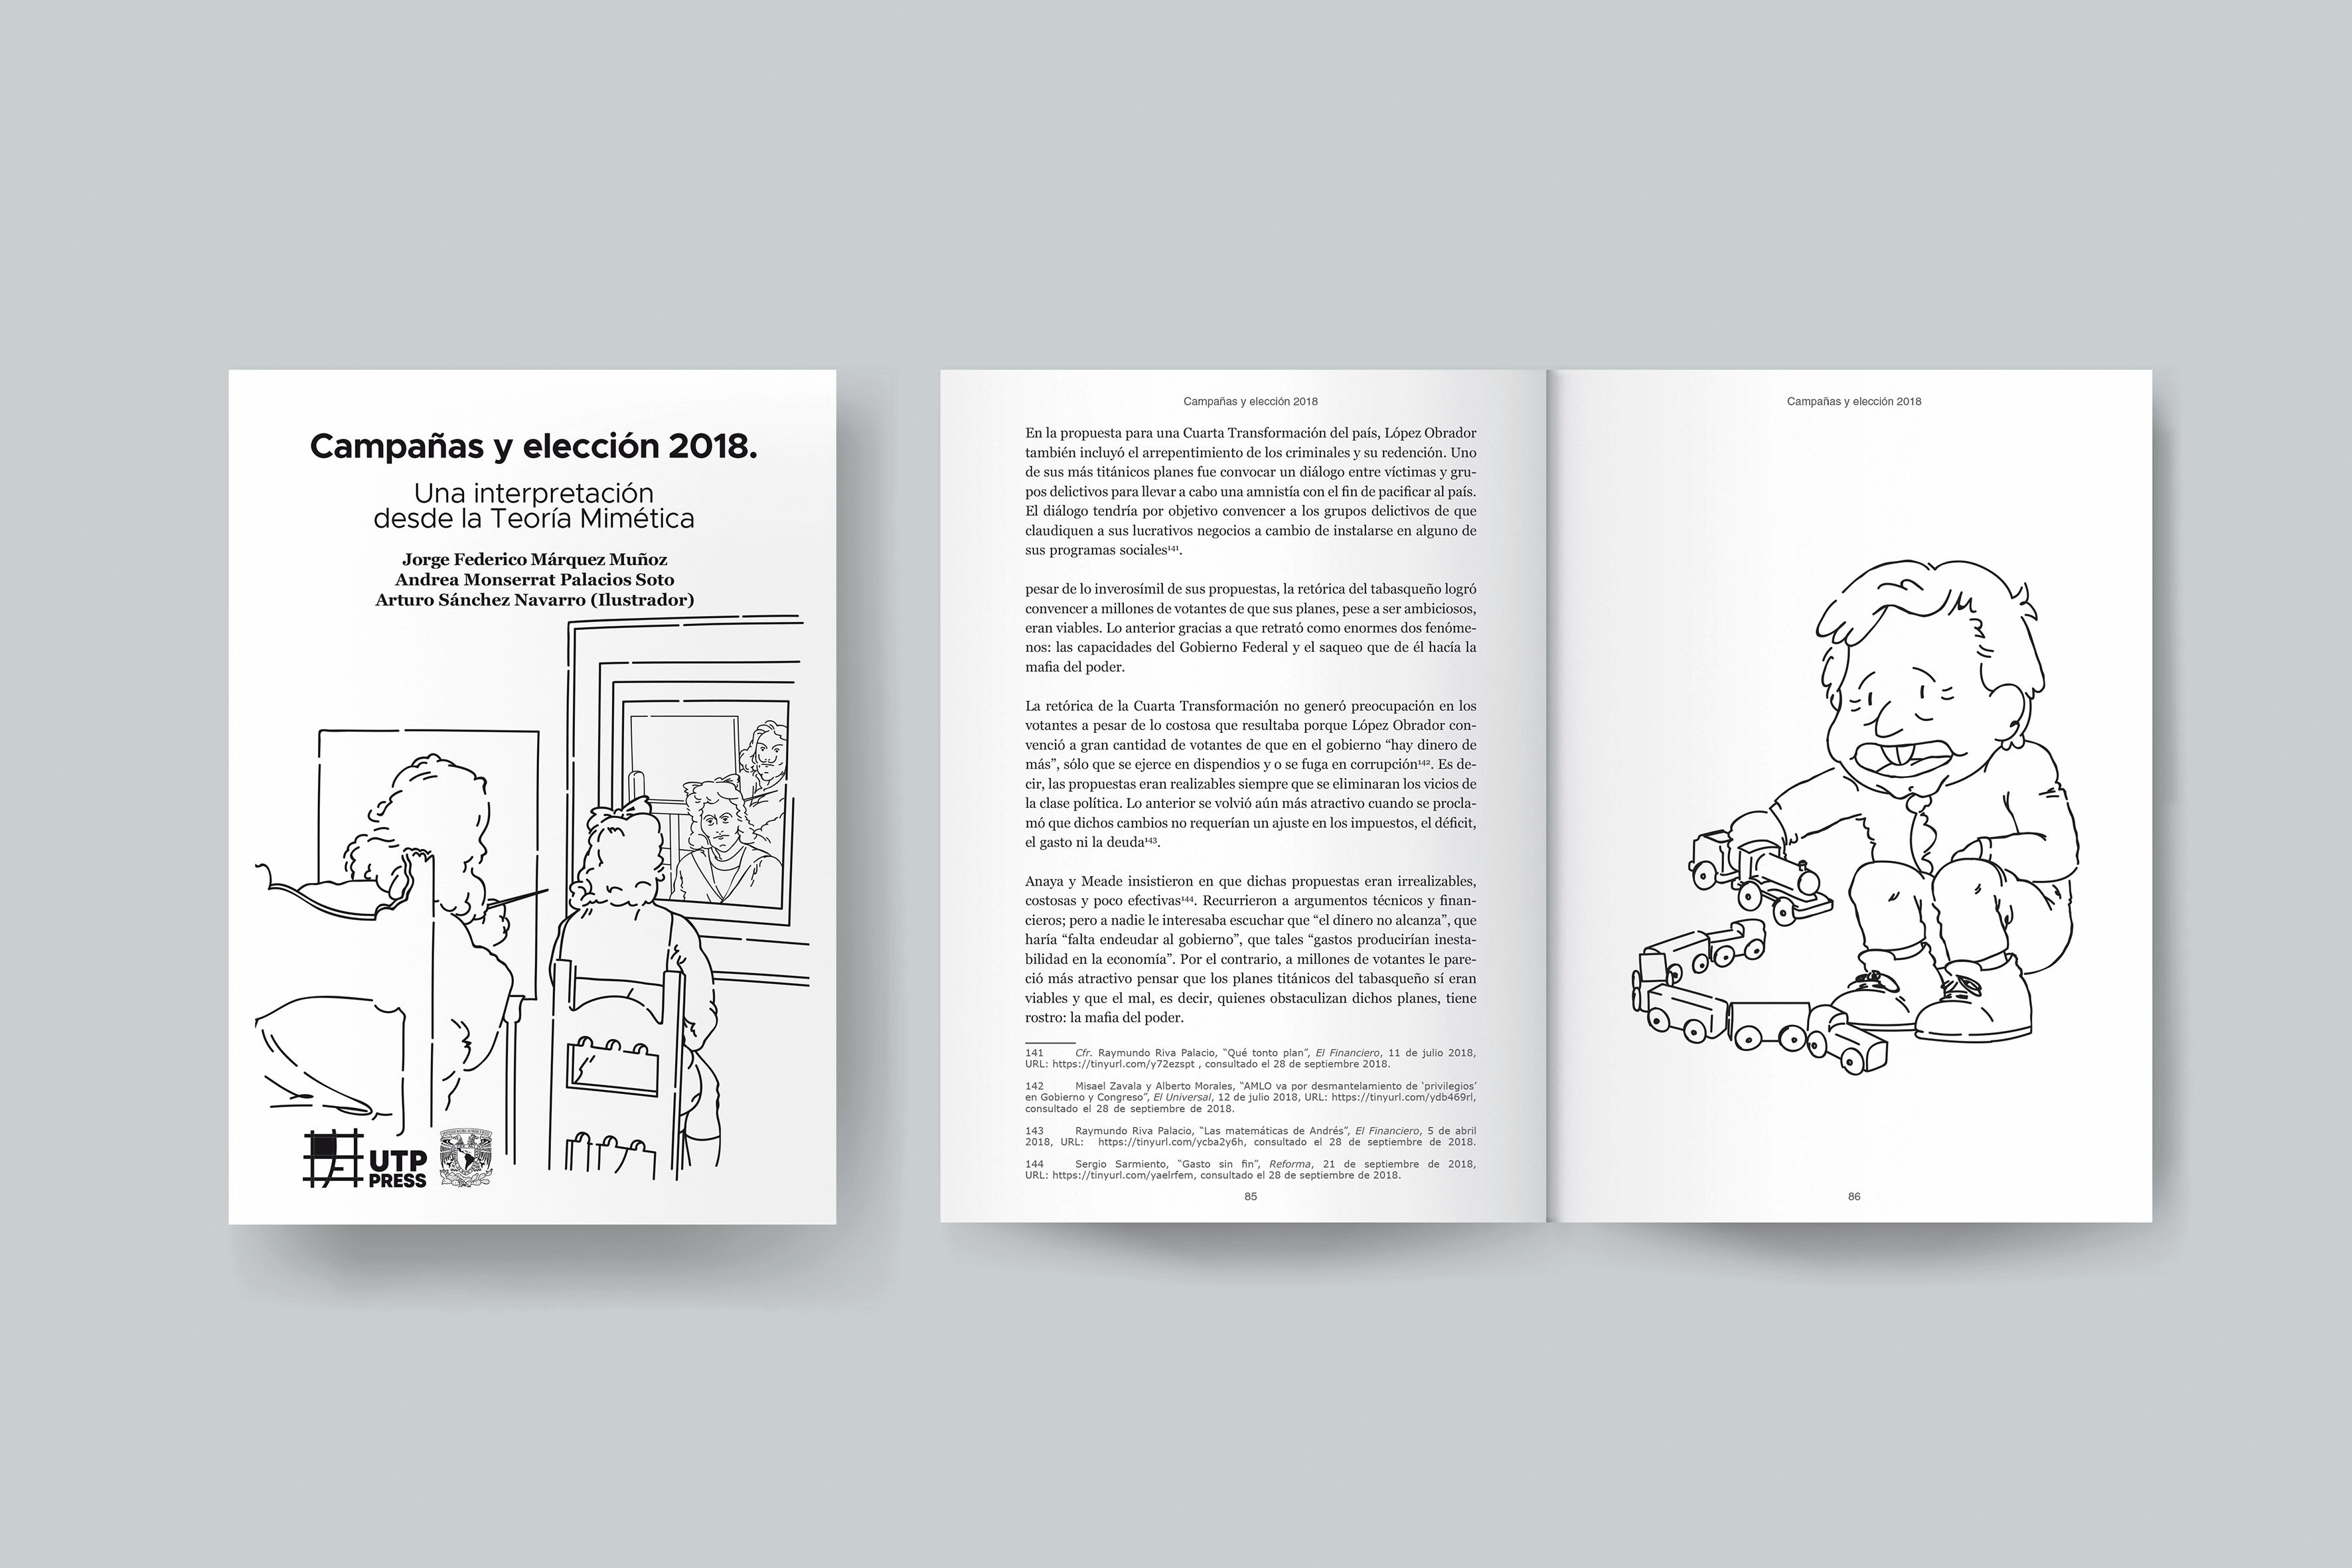 Campañas y elección 2018.
Una interpretación
desde la Teoría Mimética
Jorge Federico Márquez Muñoz
Andrea Monserrat Palacios Soto
Arturo Sánchez Navarro (Ilustrador)
UTP
PRESS
Campañas y elección 2018
En la propuesta para una Cuarta Transformación del país, López Obrador
también incluyó el arrepentimiento de los criminales y su redención. Uno
de sus más titánicos planes fue convocar un diálogo entre víctimas y gru-
pos delictivos para llevar a cabo una amnistía con el fin de pacificar al país.
El diálogo tendría por objetivo convencer a los grupos delictivos de que
claudiquen a sus lucrativos negocios a cambio de instalarse en alguno de
sus programas sociales¹⁴¹.
pesar de lo inverosímil de sus propuestas, la retórica del tabasqueño logró
convencer a millones de votantes de que sus planes, pese a ser ambiciosos,
eran viables. Lo anterior gracias a que retrató como enormes dos fenóme-
nos: las capacidades del Gobierno Federal y el saqueo que de él hacía la
mafia del poder.
La retórica de la Cuarta Transformación no generó preocupación en los
votantes a pesar de lo costosa que resultaba porque López Obrador con-
venció a gran cantidad de votantes de que en el gobierno “hay dinero de
más”, sólo que se ejerce en dispendios y o se fuga en corrupción¹⁴². Es de-
cir, las propuestas eran realizables siempre que se eliminaran los vicios de
la clase política. Lo anterior se volvió aún más atractivo cuando se procla-
mó que dichos cambios no requerían un ajuste en los impuestos, el déficit,
el gasto ni la deuda¹⁴³.
Anaya y Meade insistieron en que dichas propuestas eran irrealizables,
costosas y poco efectivas¹⁴⁴. Recurrieron a argumentos técnicos y finan-
cieros; pero a nadie le interesaba escuchar que “el dinero no alcanza”, que
haría “falta endeudar al gobierno”, que tales “gastos producirían inesta-
bilidad en la economía”. Por el contrario, a millones de votantes le pare-
ció más atractivo pensar que los planes titánicos del tabasqueño sí eran
viables y que el mal, es decir, quienes obstaculizan dichos planes, tiene
rostro: la mafia del poder.
141 Cfr. Raymundo Riva Palacio, “Qué tonto plan”, El Financiero, 11 de julio 2018,
URL: https://tinyurl.com/y72ezspt , consultado el 28 de septiembre 2018.
142 Misael Zavala y Alberto Morales, “AMLO va por desmantelamiento de ‘privilegios’
en Gobierno y Congreso”, El Universal, 12 de julio 2018, URL: https://tinyurl.com/ydb469rl,
consultado el 28 de septiembre de 2018.
143 Raymundo Riva Palacio, “Las matemáticas de Andrés”, El Financiero, 5 de abril
2018, URL: https://tinyurl.com/ycba2y6h, consultado el 28 de septiembre de 2018.
144 Sergio Sarmiento, “Gasto sin fin”, Reforma, 21 de septiembre de 2018,
URL: https://tinyurl.com/yaelrfem, consultado el 28 de septiembre de 2018.
85
Campañas y elección 2018
86